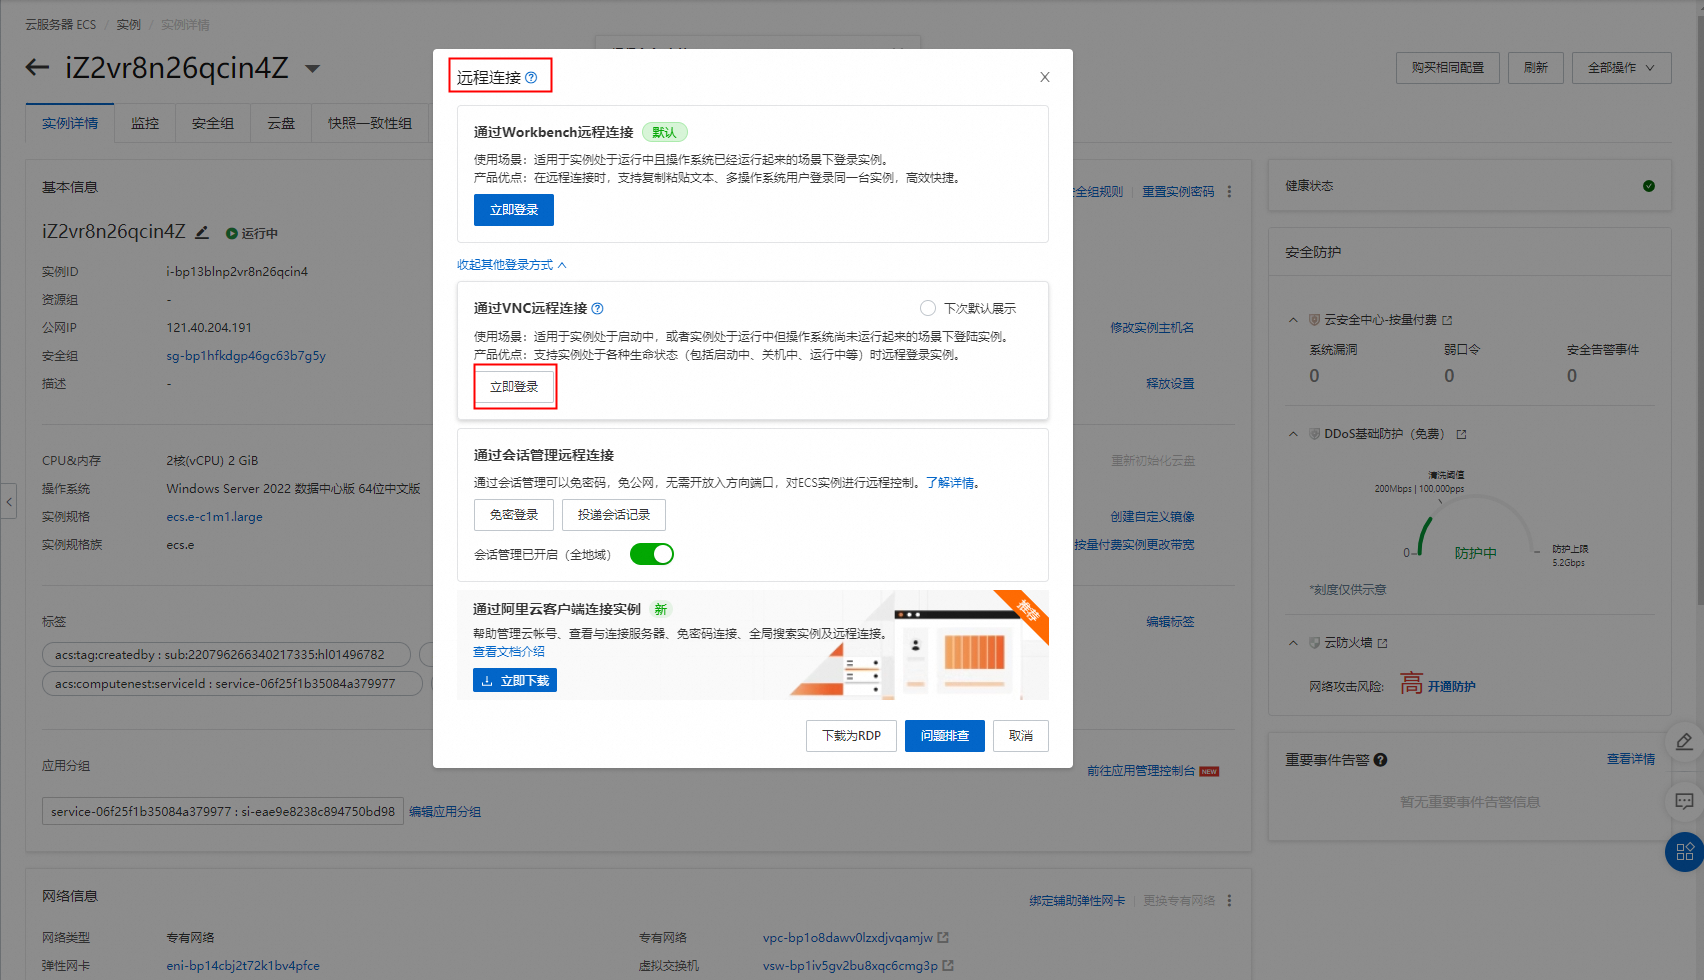 云服务器 ECS / 实例 / 实例详情
iZ2vr8n26qcin4Z
购买相同配置
刷新
全部操作
实例详情
监控
安全组
云盘
快照一致性组
远程连接
通过Workbench远程连接 默认
使用场景：适用于实例处于运行中且操作系统已经运行起来的场景下登录实例。
产品优点：在远程连接时，支持复制粘贴文本、多操作系统用户登录同一台实例，高效快捷。
立即登录
收起其他登录方式
通过VNC远程连接
下次默认展示
使用场景：适用于实例处于启动中，或者实例处于运行中但操作系统尚未运行起来的场景下登陆实例。
产品优点：支持实例处于各种生命状态（包括启动中、关机中、运行中等）时远程登录实例。
立即登录
通过会话管理远程连接
通过会话管理可以免密码，免公网，无需开放入方向端口，对ECS实例进行远程控制。了解详情。
免密登录
投递会话记录
会话管理已开启（全地域）
通过阿里云客户端连接实例 新
推荐
帮助管理云帐号、查看与连接服务器、免密码连接、全局搜索实例及远程连接。
查看文档介绍
立即下载
下载为RDP
问题排查
取消
基本信息
全组规则
重置实例密码
iZ2vr8n26qcin4Z
运行中
实例ID
i-bp13blnp2vr8n26qcin4
资源组
-
公网IP
121.40.204.191
修改实例主机名
安全组
sg-bp1hfkdgp46gc63b7g5y
描述
-
释放设置
CPU&内存
2核(vCPU) 2 GiB
重新初始化云盘
操作系统
Windows Server 2022 数据中心版 64位中文版
实例规格
ecs.e-c1m1.large
创建自定义镜像
实例规格族
ecs.e
按量付费实例更改带宽
标签
编辑标签
acs:tag:createdby : sub:220796266340217335:hl01496782
acs:computenest:serviceId : service-06f25f1b35084a379977
应用分组
前往应用管理控制台 NEW
service-06f25f1b35084a379977 : si-eae9e8238c894750bd98
编辑应用分组
网络信息
绑定辅助弹性网卡
更换专有网络
网络类型
专有网络
专有网络
vpc-bp1o8dawv0lzxdjvqamjw
弹性网卡
eni-bp14cbj2t72k1bv4pfce
虚拟交换机
vsw-bp1iv5gv2bu8xqc6cmg3p
健康状态
安全防护
云安全中心-按量付费
系统漏洞
弱口令
安全告警事件
0
0
0
DDoS基础防护（免费）
清洗阈值
200Mbps | 100,000pps
0
防护中
防护上限
5.2Gbps
*刻度仅供示意
云防火墙
网络攻击风险: 高 开通防护
重要事件告警
查看详情
暂无重要事件告警信息